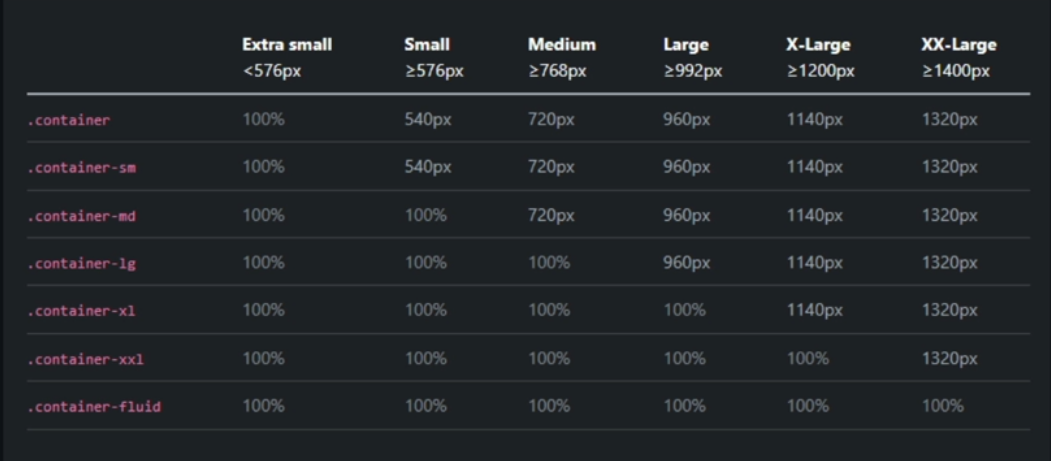 Extra small Small Medium Large X-Large XX-Large
<576px ≥576px ≥768px ≥992px ≥1200px ≥1400px
.container 100% 540px 720px 960px 1140px 1320px
.container-sm 100% 540px 720px 960px 1140px 1320px
.container-md 100% 100% 720px 960px 1140px 1320px
.container-lg 100% 100% 100% 960px 1140px 1320px
.container-xl 100% 100% 100% 100% 1140px 1320px
.container-xxl 100% 100% 100% 100% 100% 1320px
.container-fluid 100% 100% 100% 100% 100% 100%